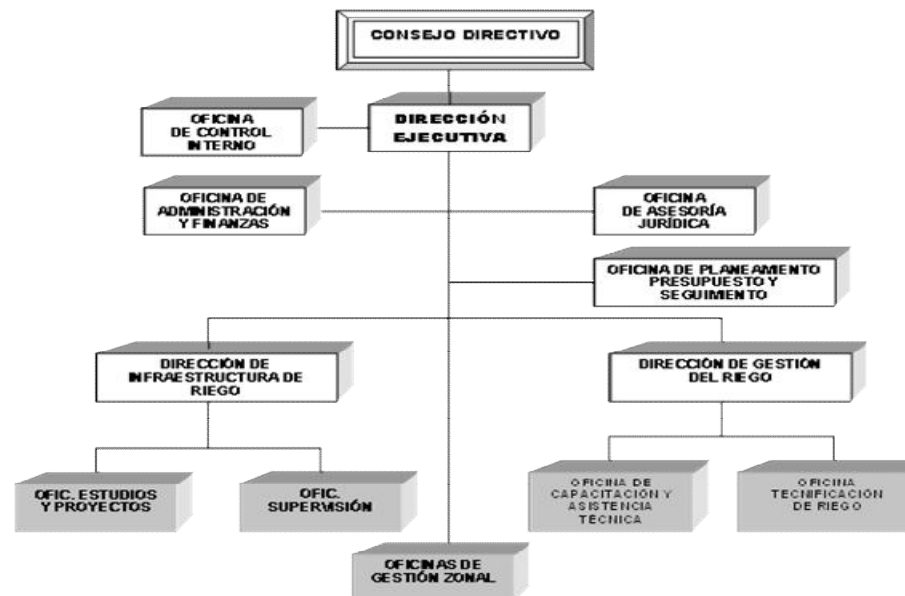 CONSEJO DIRECTIVO
DIRECCIÓN
EJECUTIVA
OFICINA
DE CONTROL
INTERNO
OFICINA DE
ADMINISTRACIÓN
Y FINANZAS
OFICINA
DE ASESORÍA
JURÍDICA
OFICINA DE PLANEAMENTO
PRESUPUESTO Y
SEGUIMENTO
DIRECCIÓN DE
INFRAESTRUCTURA DE
RIEGO
DIRECCIÓN DE GESTIÓN
DEL RIEGO
OFIC. ESTUDIOS
Y PROYECTOS
OFIC.
SUPERVISIÓN
OFICINA DE
CAPACITACIÓN Y
ASISTENCIA
TÉCNICA
OFICINA
TECNIFICACIÓN
DE RIEGO
OFICINAS DE
GESTIÓN ZONAL